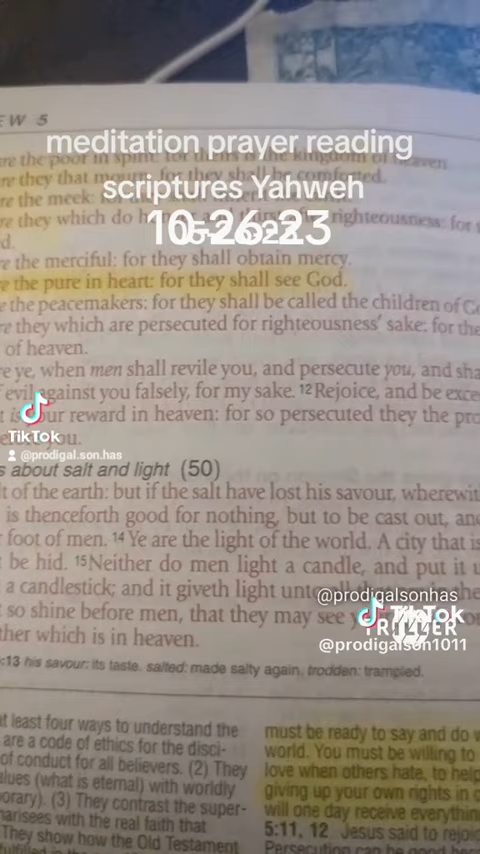 EW 5
meditation prayer reading
scriptures Yahweh
10-26-23
re the poor in spirit: for theirs is the kingdom of heaven.
re they that mourn: for they shall be comforted.
re the meek:
re they which do righteousness: for
d.
re the merciful: for they shall obtain mercy.
e the pure in heart: for they shall see God.
e the peacemakers: for they shall be called the children of
re they which are persecuted for righteousness' sake: for
of heaven.
e ye, when men shall revile you, and persecute you, and
evil against you falsely, for my sake. 12 Rejoice, and be
is your reward in heaven: for so persecuted they the
you.
TikTok
@prodigal.son.has
s about salt and light (50)
t of the earth: but if the salt have lost his savour,
is thenceforth good for nothing, but to be cast out,
foot of men. 14 Ye are the light of the world. A city that is
be hid. 15 Neither do men light a candle, and put it
a candlestick; and it giveth light unto
@prodigalsonhas
so shine before men, that they may see
TikTok
TRILLER
@prodigalson1011
ther which is in heaven.
:13 his savour: its taste. salted: made salty again. trodden: trampled.
at least four ways to understand the
are a code of ethics for the disci-
of conduct for all believers. (2) They
alues (what is eternal) with worldly
orary). (3) They contrast the super-
harisees with the real faith that
They show how the Old Testament
must be ready to say and do
world. You must be willing to
love when others hate, to help
giving up your own rights in
will one day receive everything
5:11, 12 Jesus said to rejoic
Persecution can be good